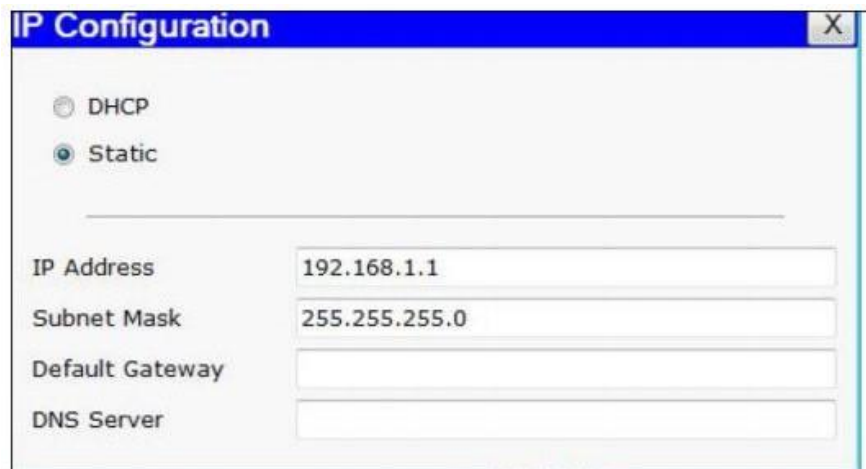 IP Configuration X
DHCP
Static
IP Address 192.168.1.1
Subnet Mask 255.255.255.0
Default Gateway
DNS Server